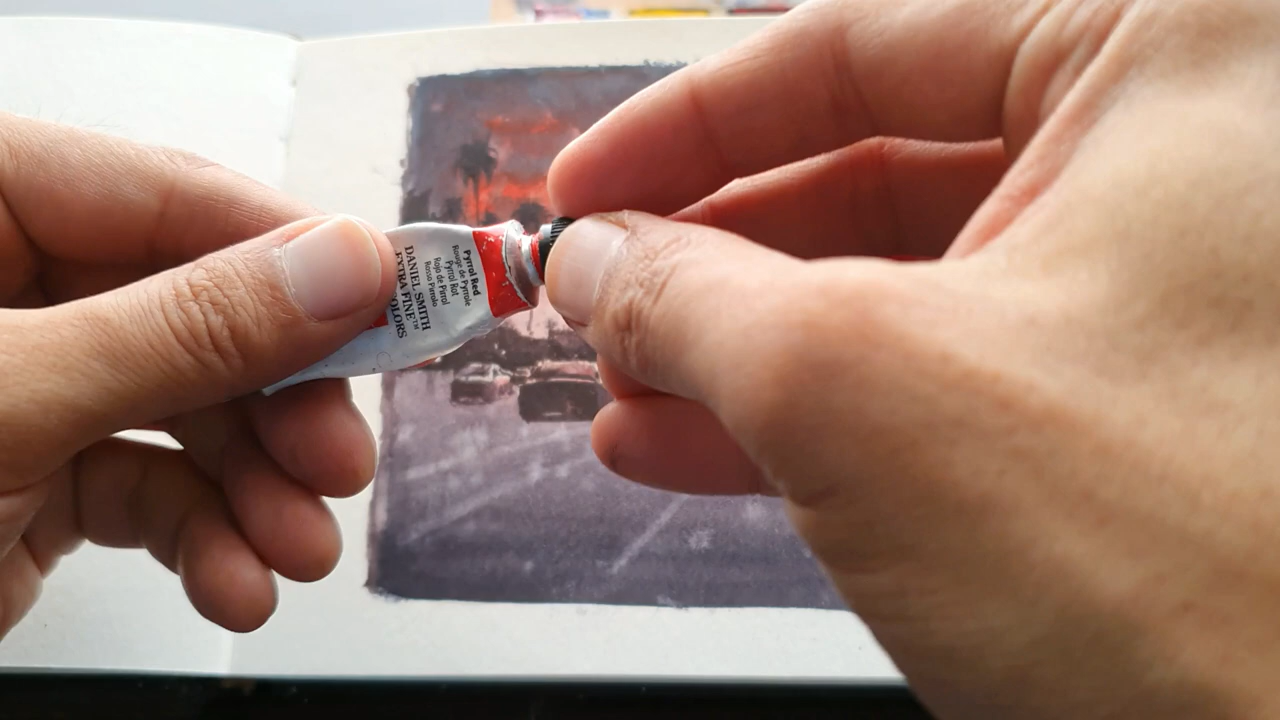 Pyrrol Red
Rouge de Pyrrole
Pyrrol Rot
Rojo de Pirrol
Rosso Pirrolo
DANIEL SMITH
EXTRA FINE™